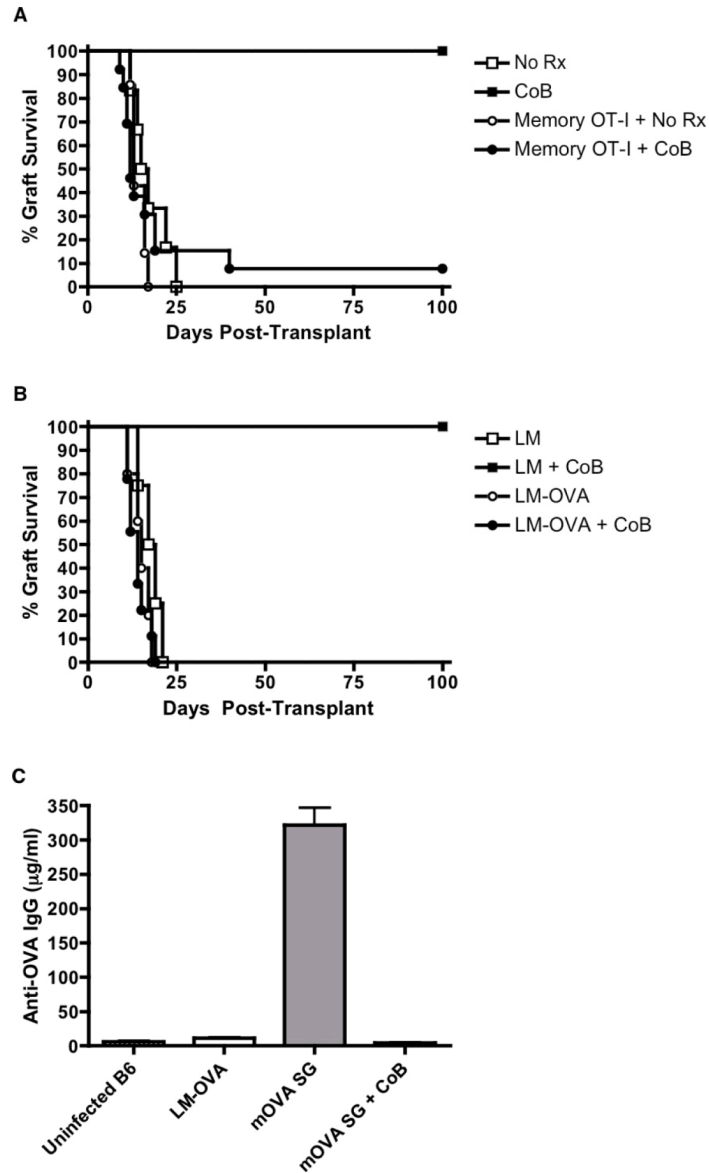 A
% Graft Survival
100
90
80
70
60
50
40
30
20
10
0
0 25 50 75 100
Days Post-Transplant
No Rx
CoB
Memory OT-I + No Rx
Memory OT-I + CoB
B
% Graft Survival
100
90
80
70
60
50
40
30
20
10
0
0 25 50 75 100
Days Post-Transplant
LM
LM + CoB
LM-OVA
LM-OVA + CoB
C
Anti-OVA IgG (µg/ml)
350
300
250
200
150
100
50
0
Uninfected B6
LM-OVA
mOVA SG
mOVA SG + CoB